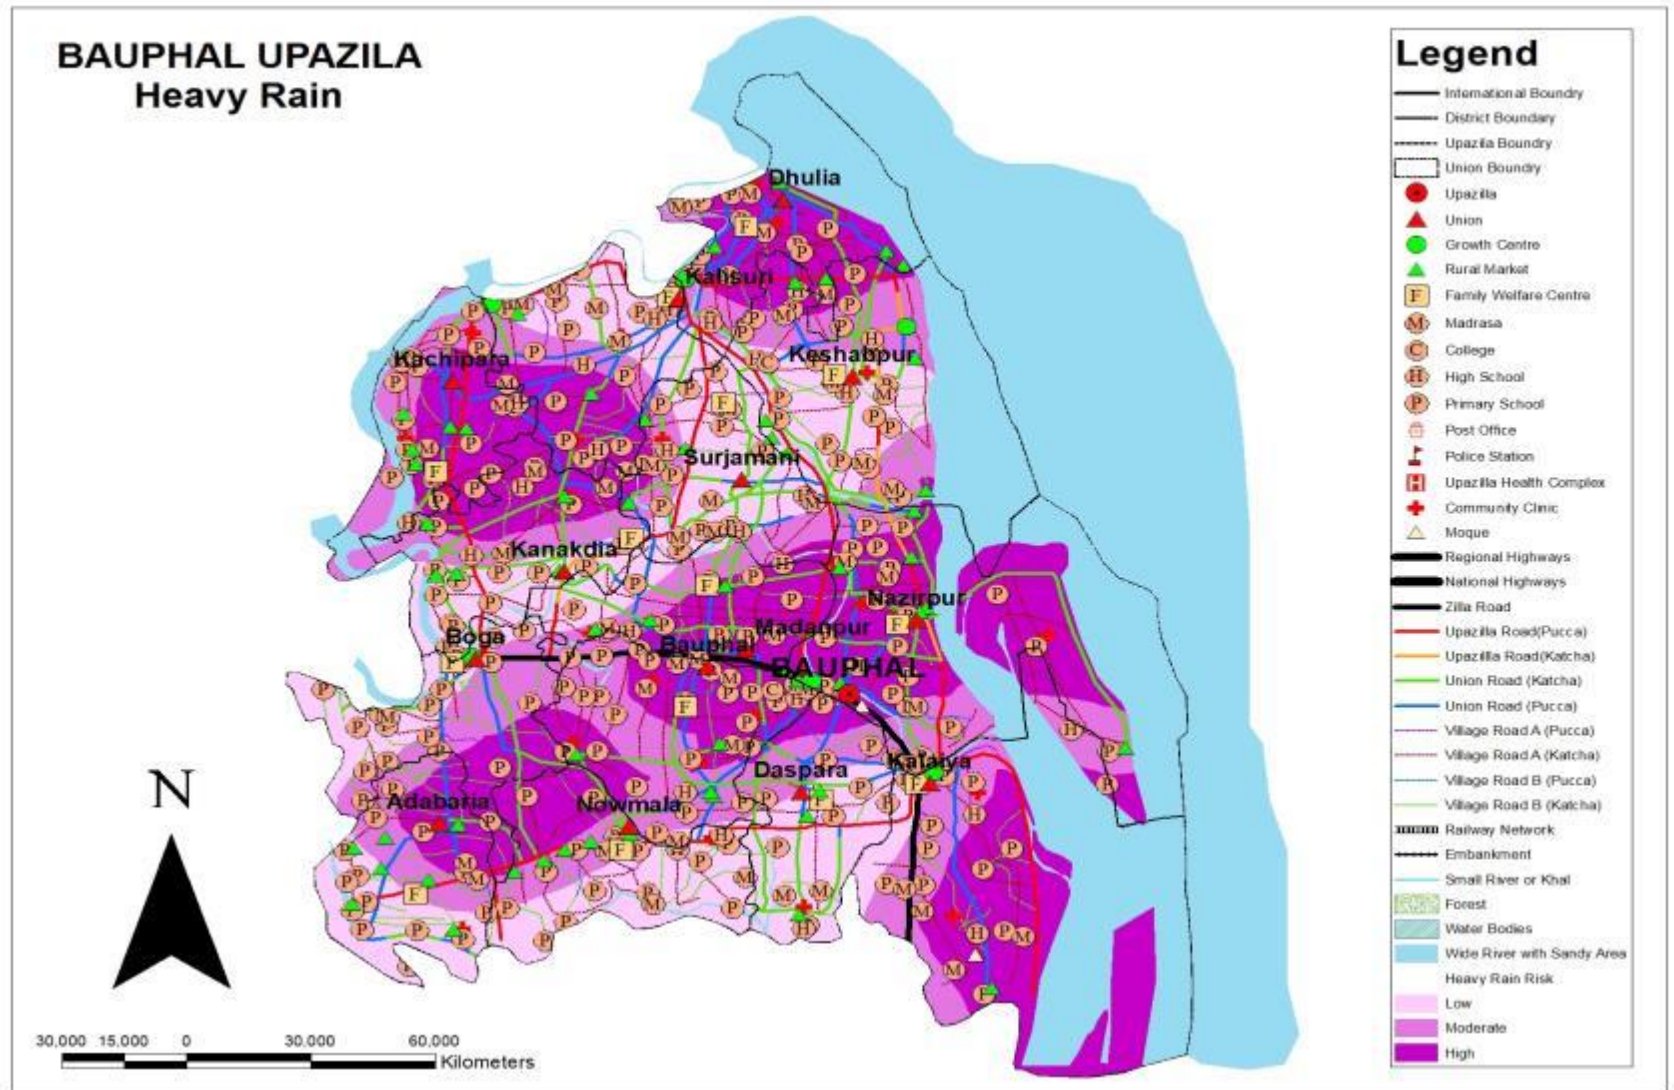 BAUPHAL UPAZILA
Heavy Rain
Dhulia
Kalisuri
Kachipara
Keshabpur
Surjamani
Kanakdia
Nazirpur
Madanpur
Boga
Bauphal
BAUPHAL
Daspara
Kalaiya
Adabaria
Nowmala
N
30,000 15,000 0 30,000 60,000
Kilometers
Legend
International Boundry
District Boundary
Upazila Boundry
Union Boundry
Upazilla
Union
Growth Centre
Rural Market
F Family Welfare Centre
M Madrasa
C College
H High School
P Primary School
Post Office
Police Station
H Upazilla Health Complex
Community Clinic
Moque
Regional Highways
National Highways
Zilla Road
Upazilla Road(Pucca)
Upazillla Road(Katcha)
Union Road (Katcha)
Union Road (Pucca)
Village Road A (Pucca)
Village Road A (Katcha)
Village Road B (Pucca)
Village Road B (Katcha)
Railway Network
Embankment
Small River or Khal
Forest
Water Bodies
Wide River with Sandy Area
Heavy Rain Risk
Low
Moderate
High